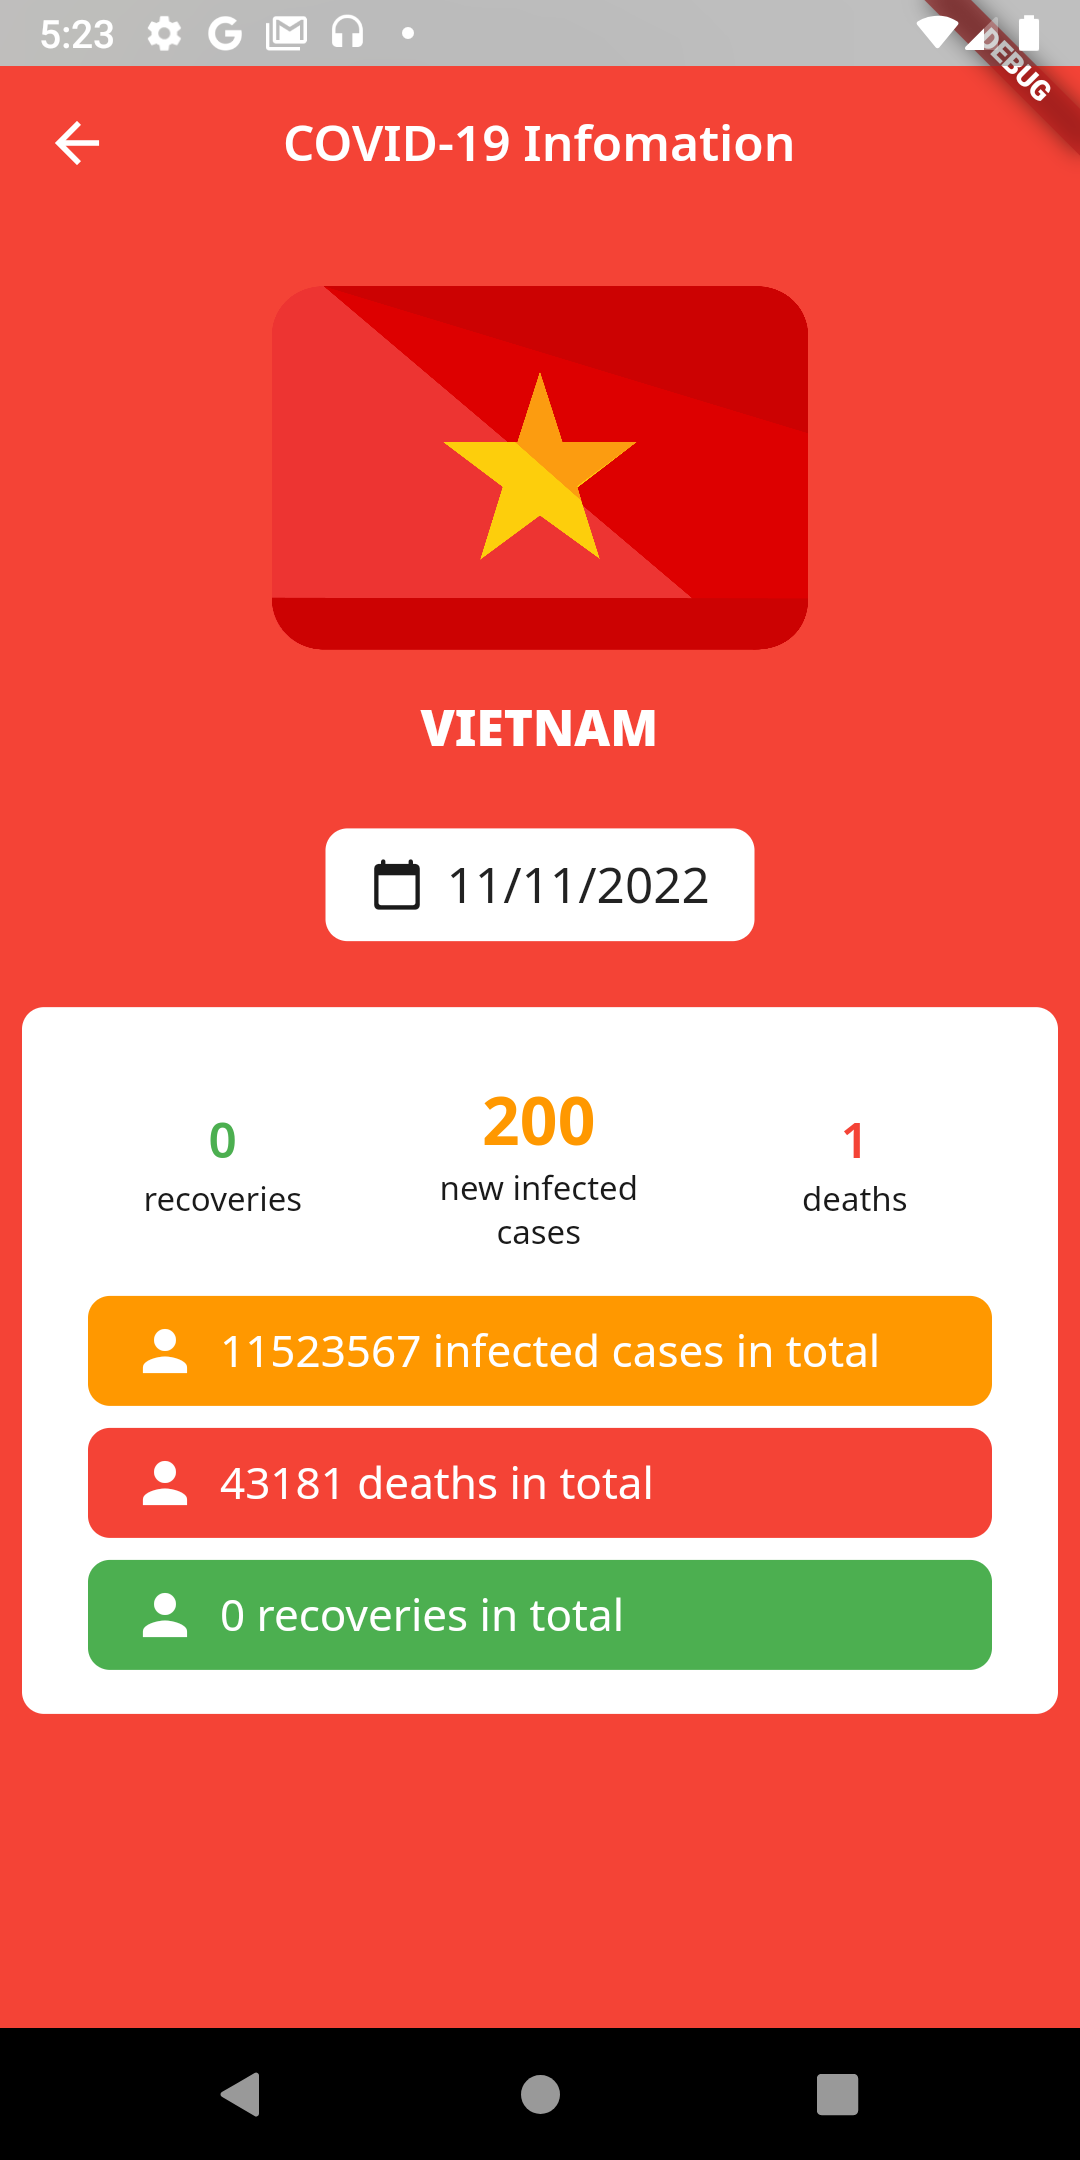 5:23
DEBUG
COVID-19 Infomation
VIETNAM
11/11/2022
0
recoveries
200
new infected
cases
1
deaths
11523567 infected cases in total
43181 deaths in total
0 recoveries in total